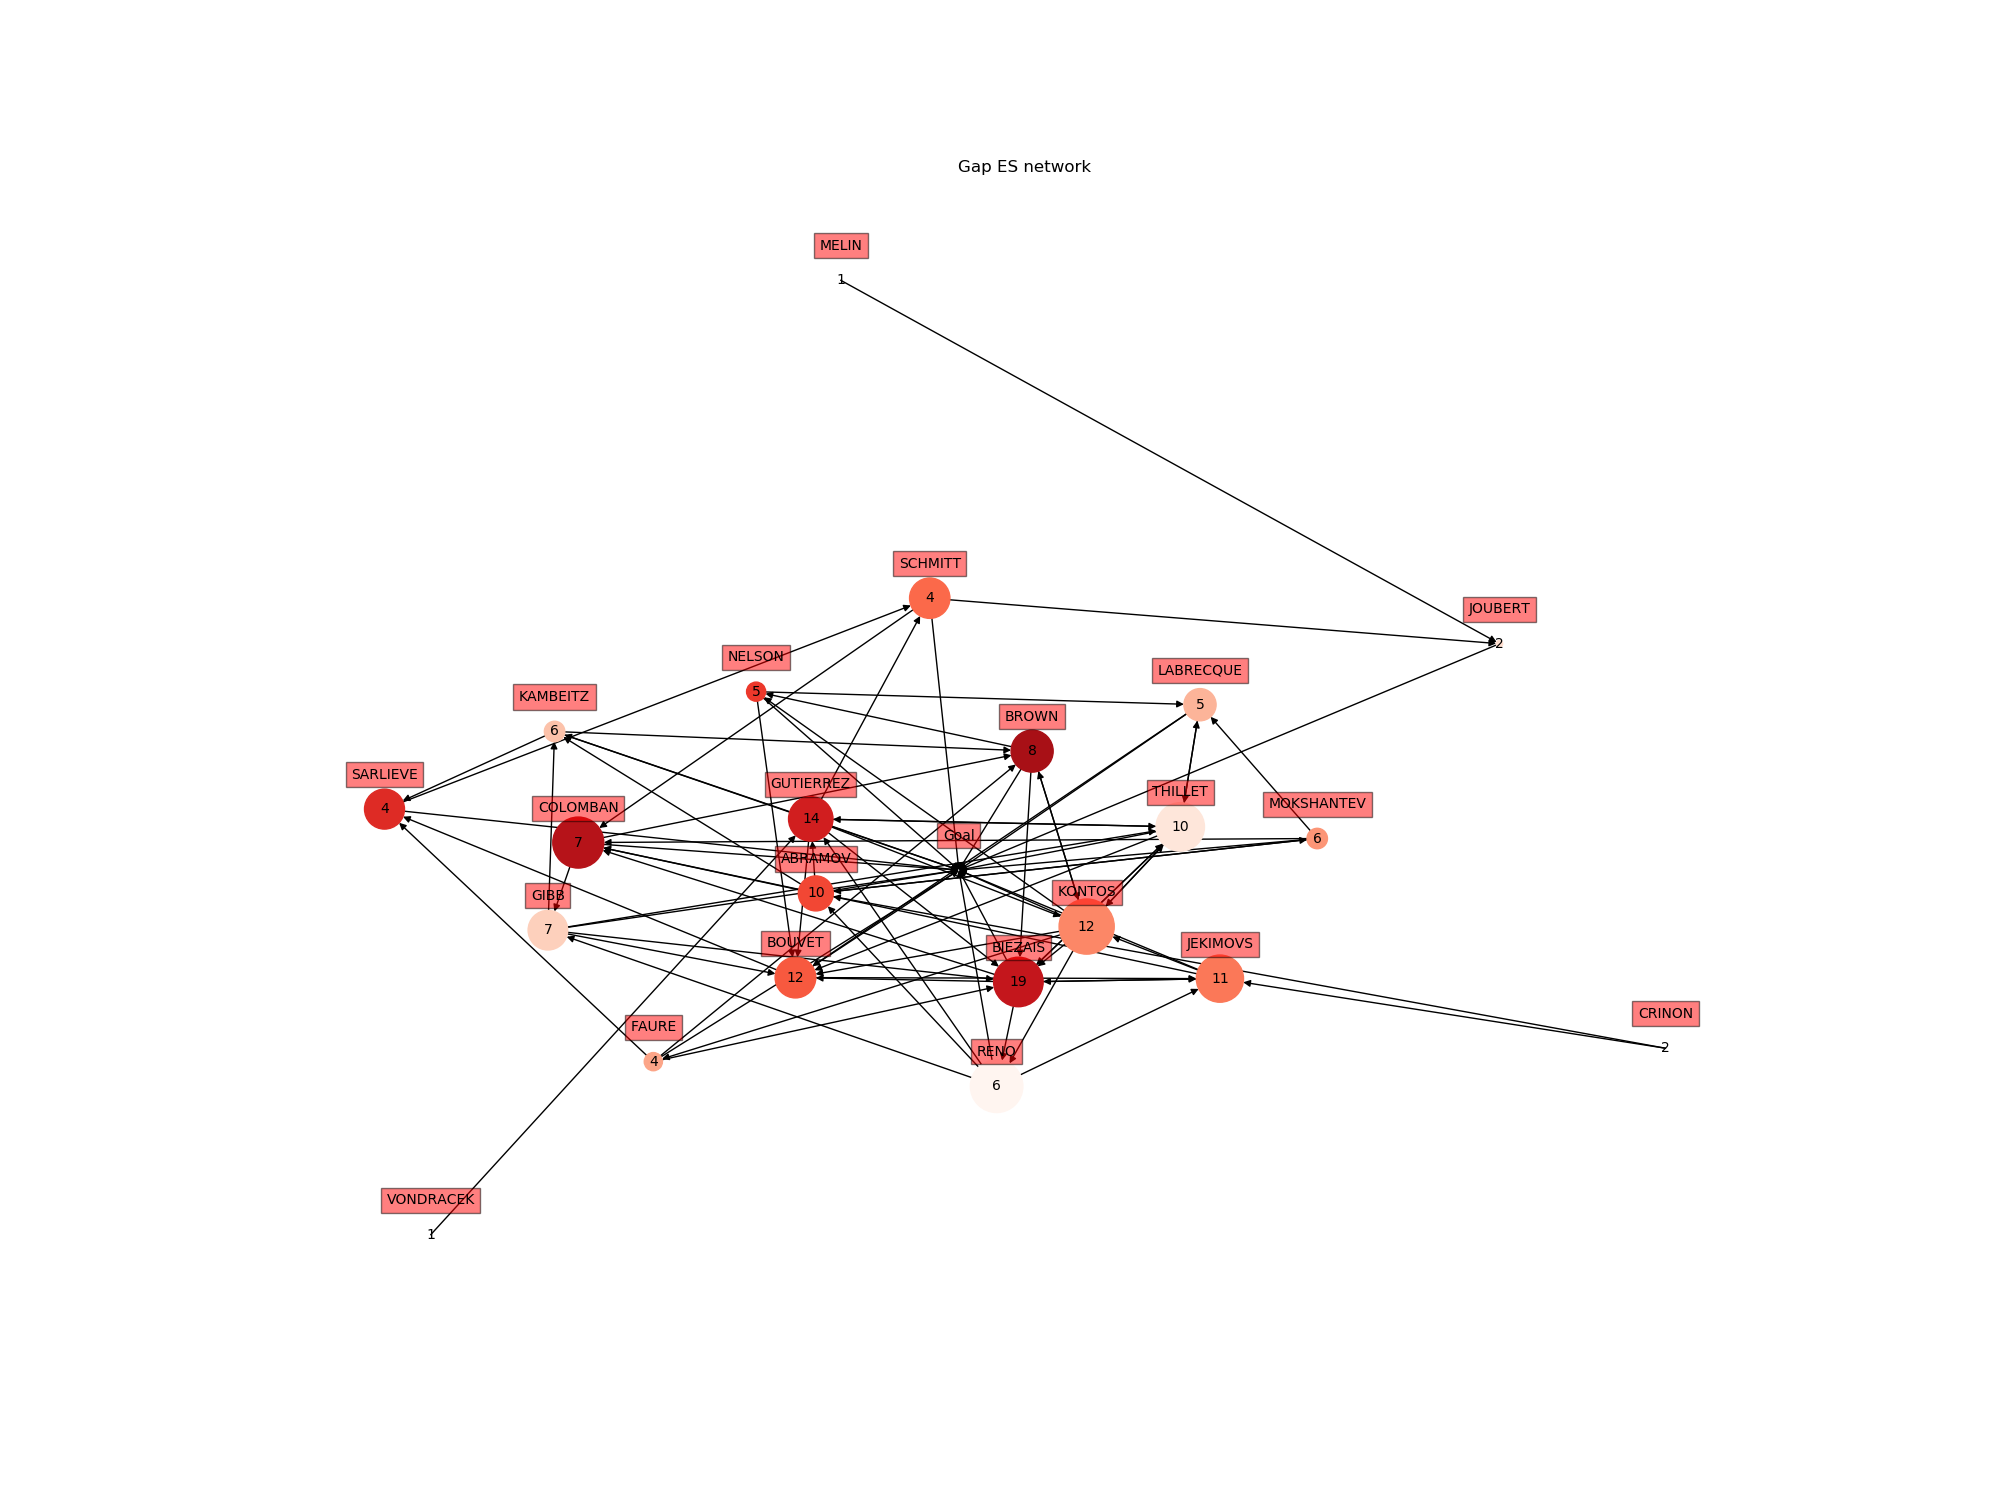 Gap ES network
MELIN
1
SCHMITT
4
JOUBERT
2
NELSON
5
LABRECQUE
5
KAMBEITZ
6
BROWN
8
SARLIEVE
4
GUTIERREZ
14
THILLET
10
MOKSHANTEV
6
COLOMBAN
7
Goal
ABRAMOV
10
GIBB
7
KONTOS
12
BOUVET
12
BIEZAIS
19
JEKIMOVS
11
CRINON
2
FAURE
4
RENO
6
VONDRACEK
1